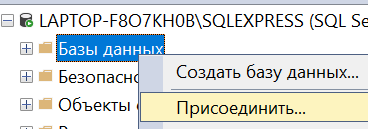 LAPTOP-F8O7KH0B\SQLEXPRESS (SQL Se
Базы данных
Создать базу данных...
Безопасно
Присоединить...
Объекты